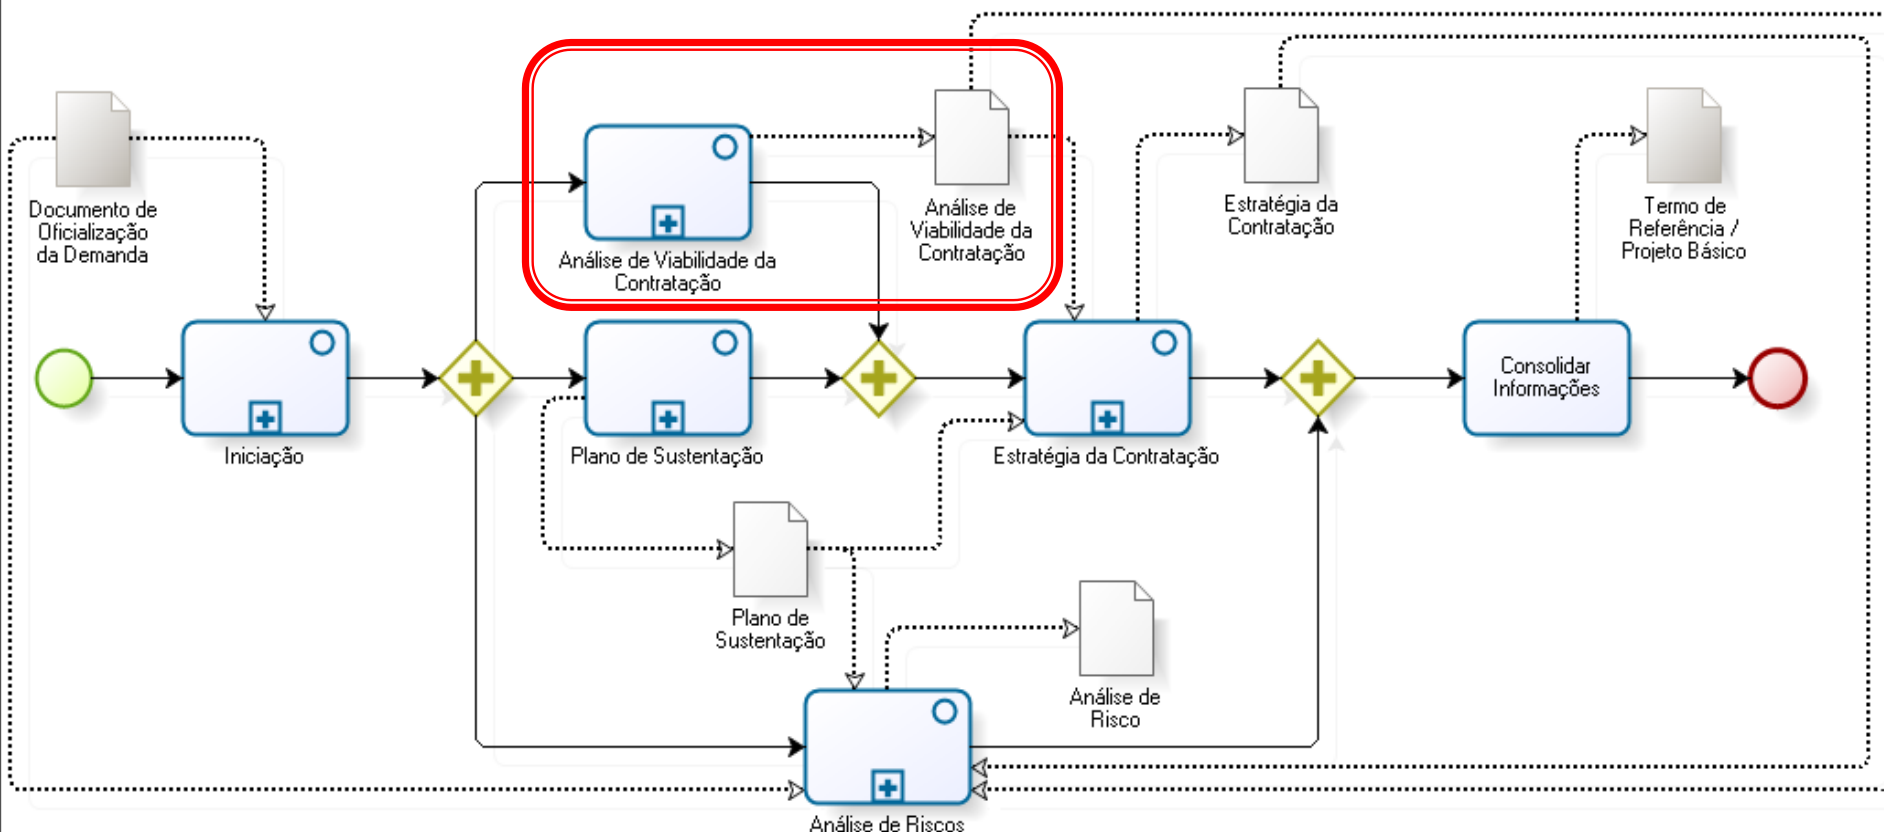 Documento de
Oficialização
da Demanda
Análise de Viabilidade da
Contratação
Análise de
Viabilidade da
Contratação
Estratégia da
Contratação
Termo de
Referência /
Projeto Básico
Iniciação
Plano de Sustentação
Estratégia da Contratação
Consolidar
Informações
Plano de
Sustentação
Análise de
Risco
Análise de Riscos